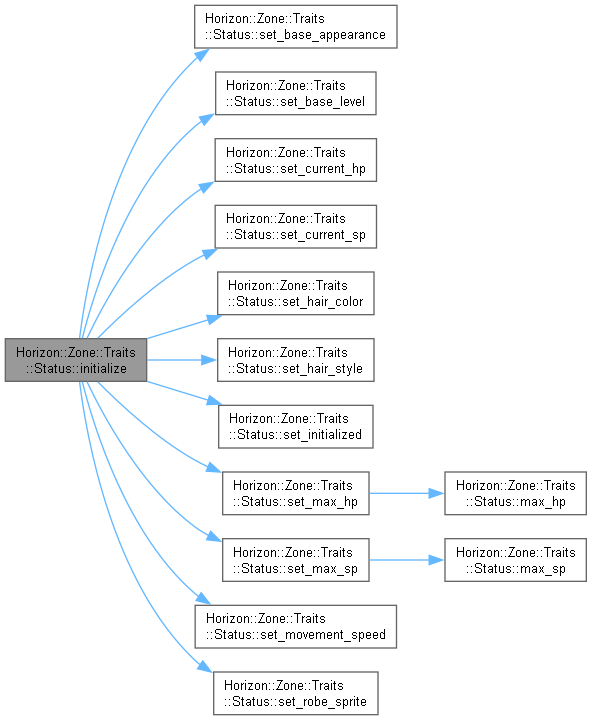 Horizon::Zone::Traits
::Status::set_base_appearance
Horizon::Zone::Traits
::Status::set_base_level
Horizon::Zone::Traits
::Status::set_current_hp
Horizon::Zone::Traits
::Status::set_current_sp
Horizon::Zone::Traits
::Status::set_hair_color
Horizon::Zone::Traits
::Status::initialize
Horizon::Zone::Traits
::Status::set_hair_style
Horizon::Zone::Traits
::Status::set_initialized
Horizon::Zone::Traits
::Status::set_max_hp
Horizon::Zone::Traits
::Status::max_hp
Horizon::Zone::Traits
::Status::set_max_sp
Horizon::Zone::Traits
::Status::max_sp
Horizon::Zone::Traits
::Status::set_movement_speed
Horizon::Zone::Traits
::Status::set_robe_sprite